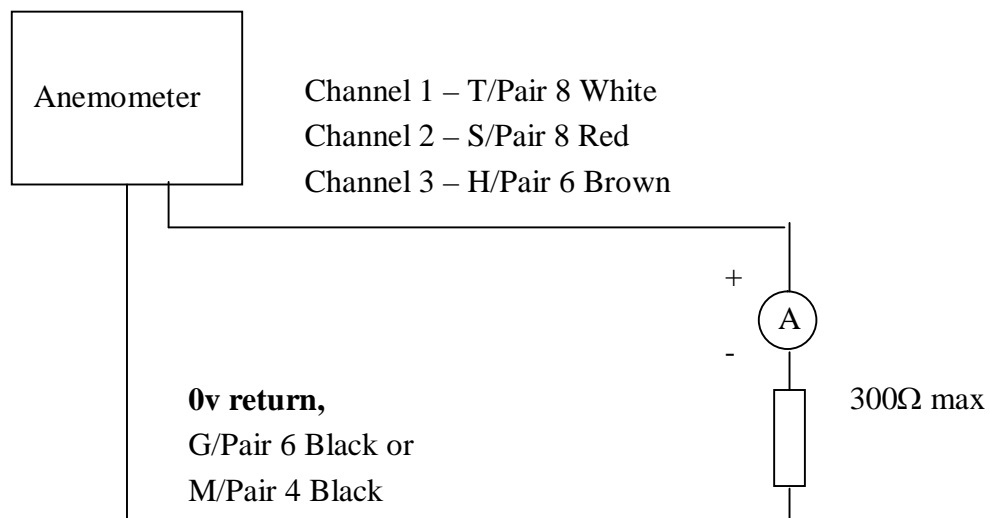 Anemometer
Channel 1 – T/Pair 8 White
Channel 2 – S/Pair 8 Red
Channel 3 – H/Pair 6 Brown
+
A
-
300Ω max
0v return,
G/Pair 6 Black or
M/Pair 4 Black